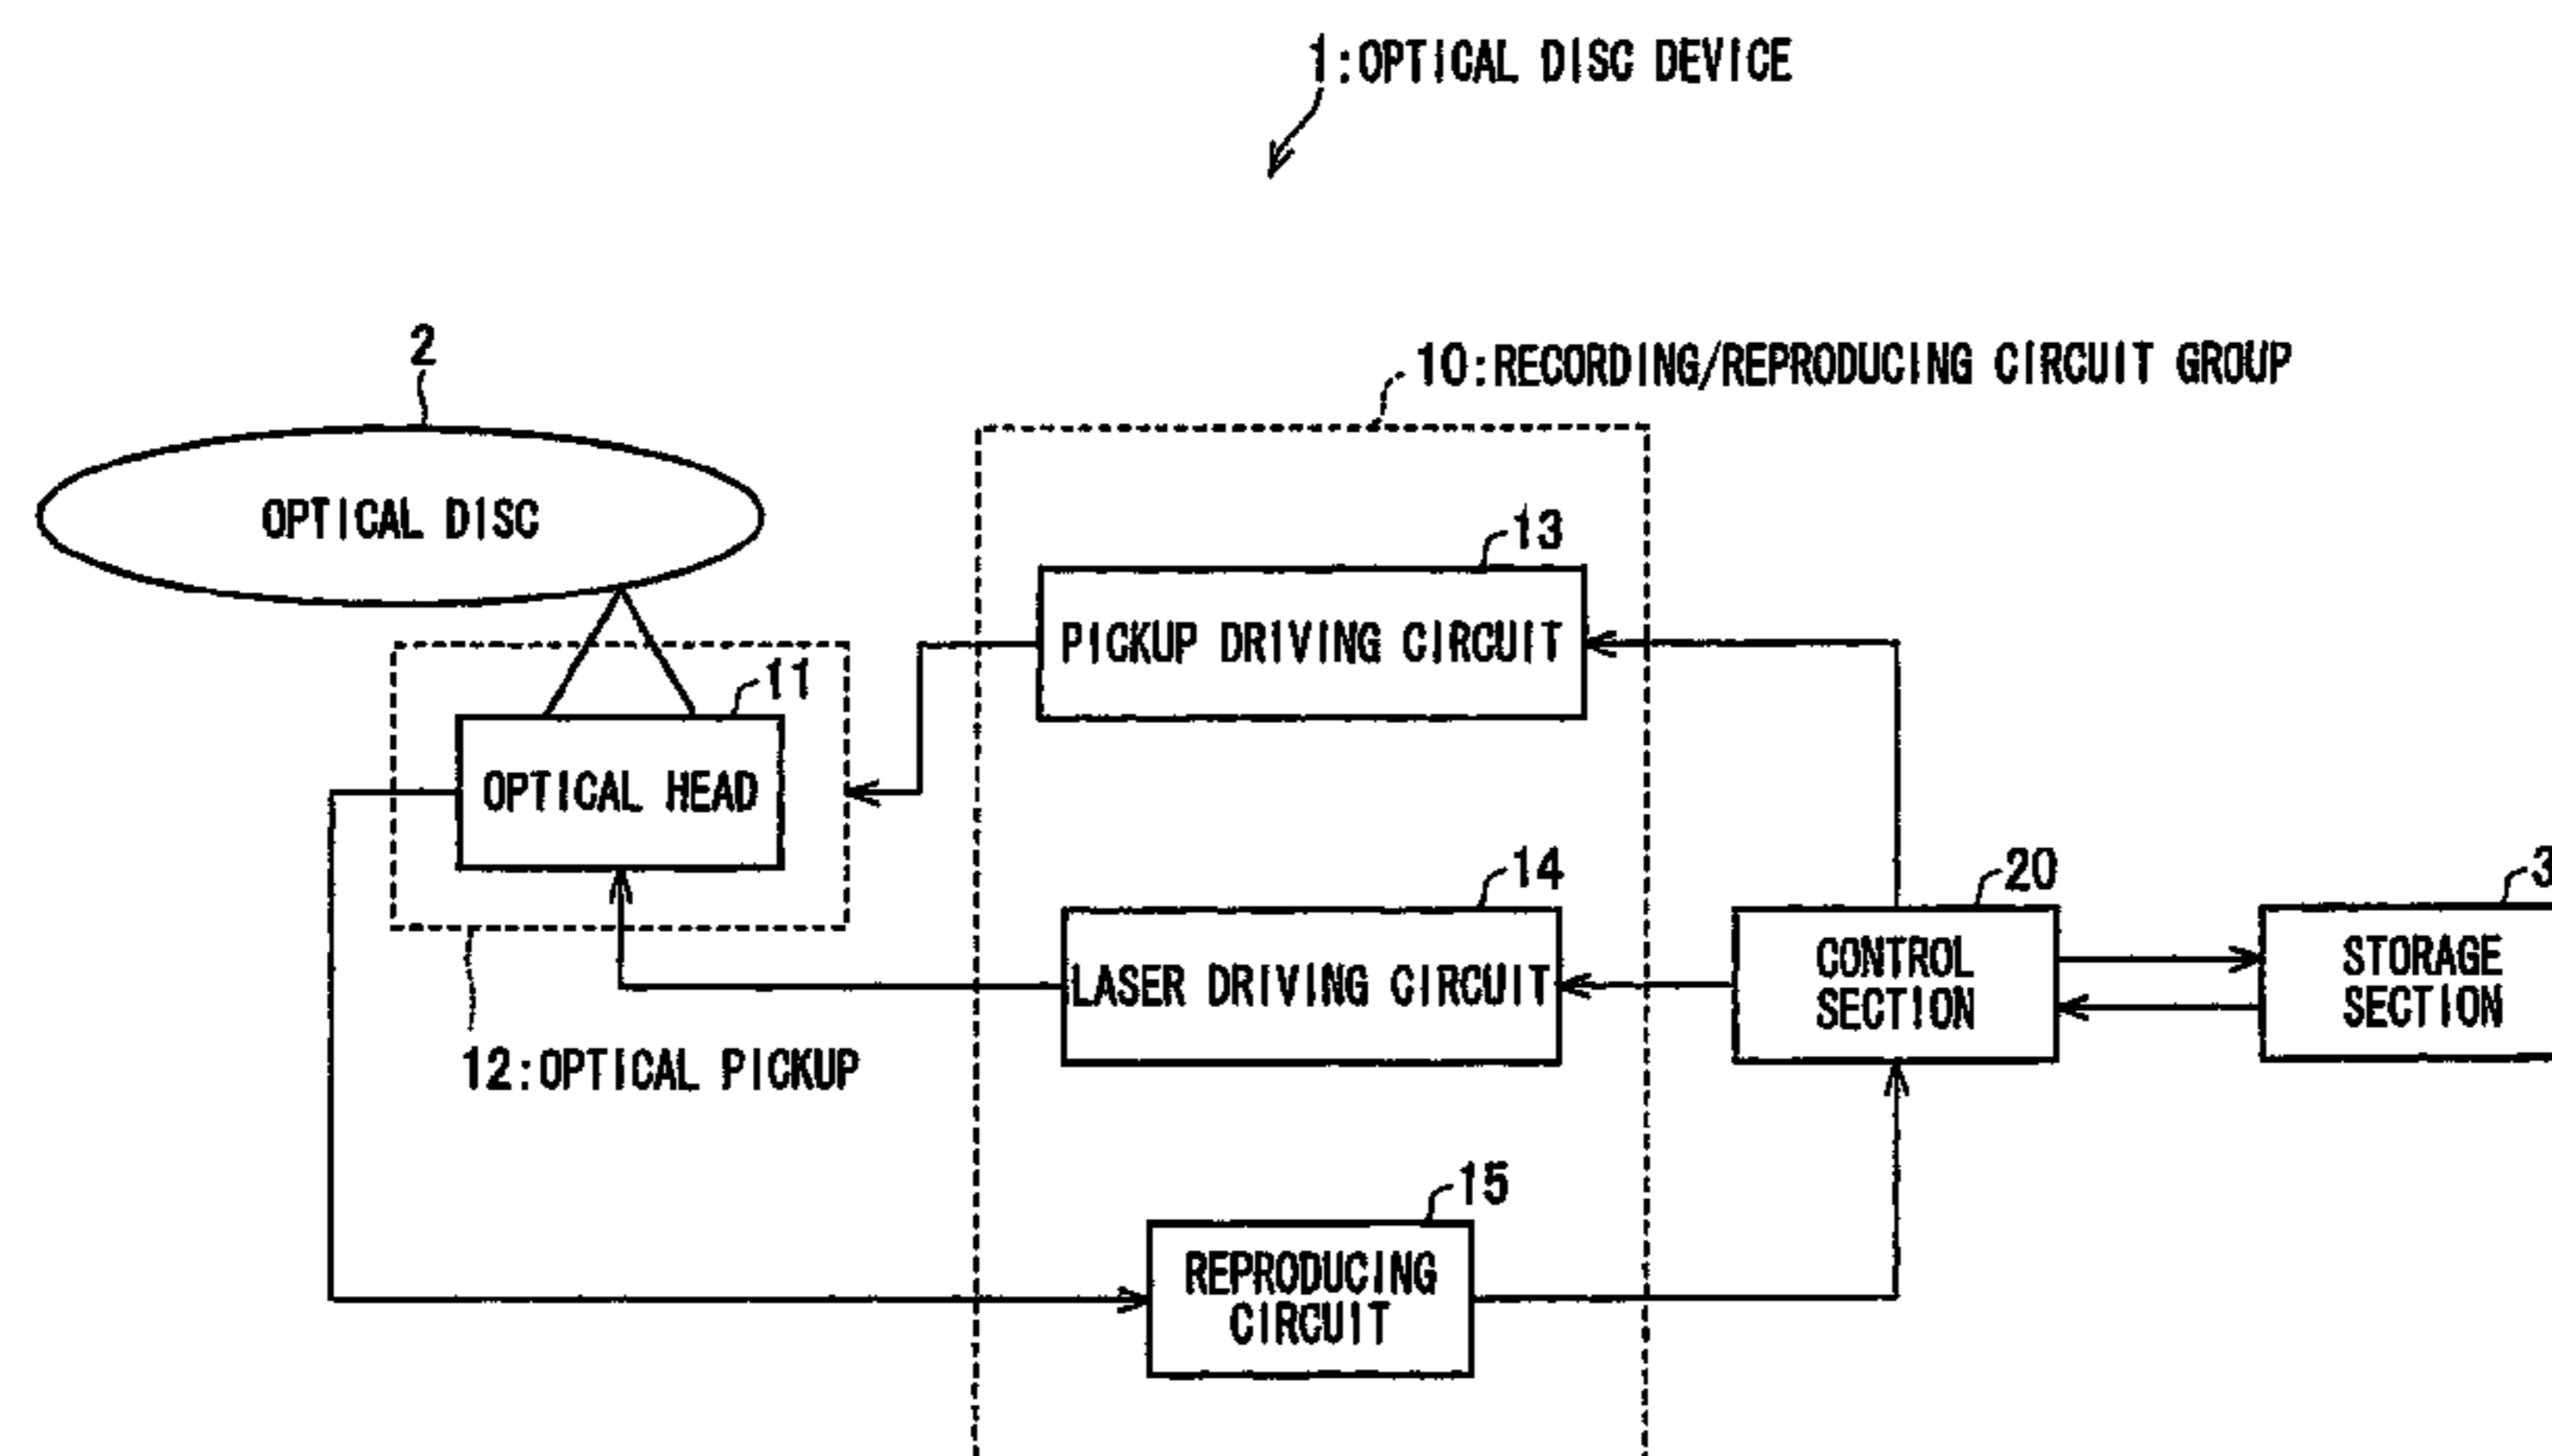 1:OPTICAL DISC DEVICE
2
10:RECORDING/REPRODUCING CIRCUIT GROUP
OPTICAL DISC
13
PICKUP DRIVING CIRCUIT
11
OPTICAL HEAD
14
LASER DRIVING CIRCUIT
20
CONTROL
SECTION
STORAGE
SECTION
12:OPTICAL PICKUP
15
REPRODUCING
CIRCUIT